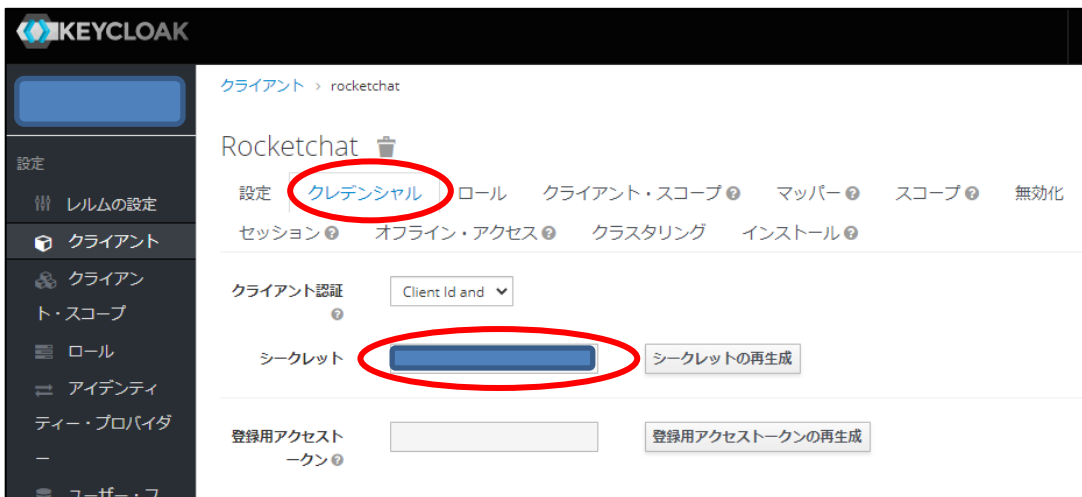 KEYCLOAK
クライアント > rocketchat
Rocketchat
設定
レルムの設定
クライアント
クライアン
ト・スコープ
ロール
アイデンティ
ティー・プロバイダ
ー
ユーザー・フ
設定 クレデンシャル ロール クライアント・スコープ マッパー スコープ 無効化
セッション オフライン・アクセス クラスタリング インストール
クライアント認証 Client Id and
シークレット シークレットの再生成
登録用アクセスト
ークン 登録用アクセストークンの再生成